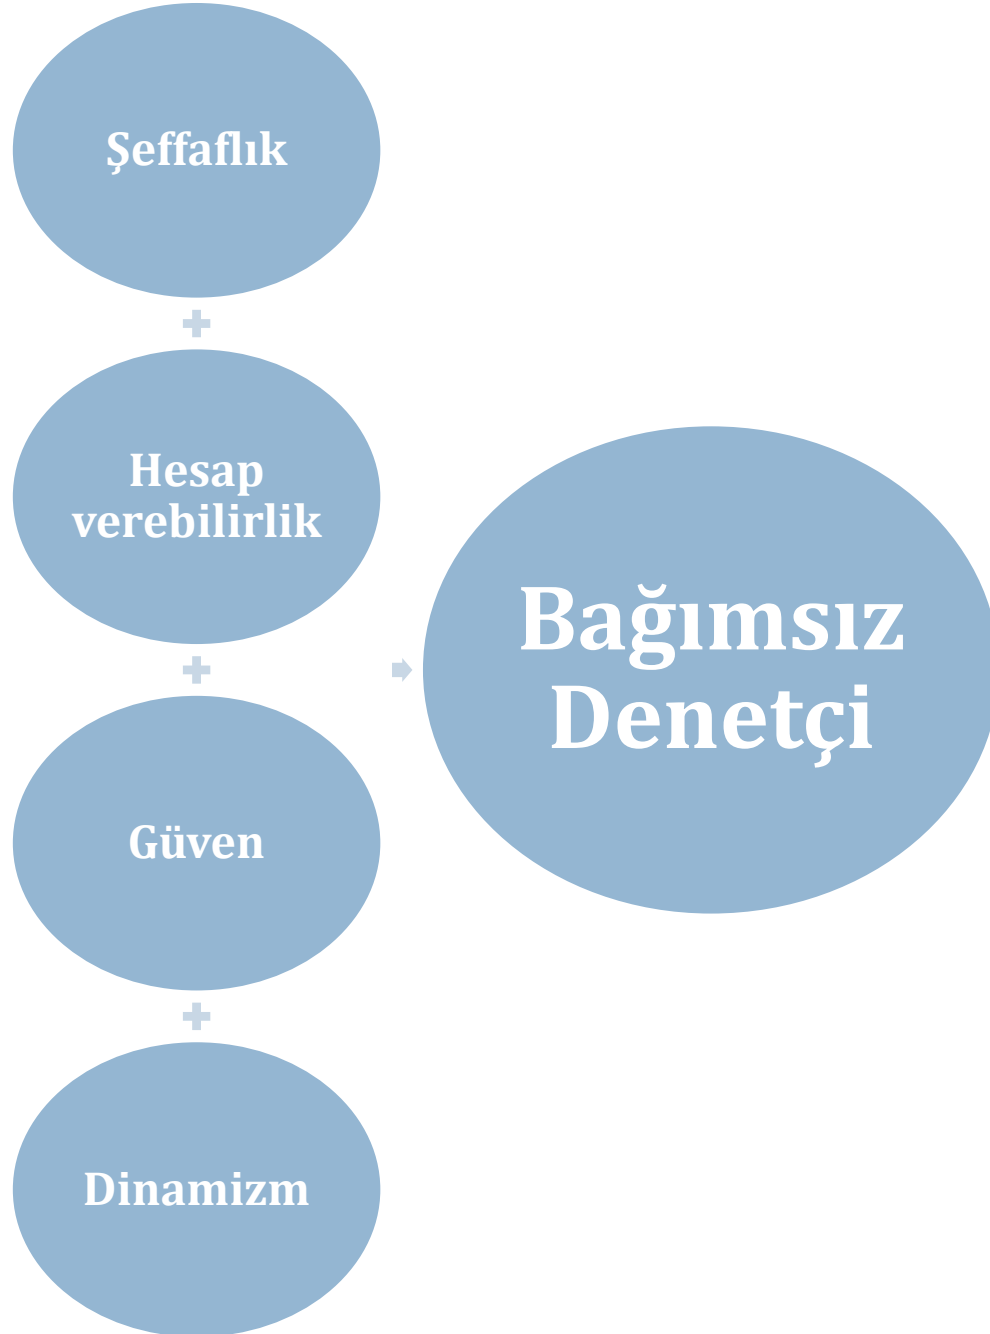 Şeffaflık
Hesap
verebilirlik
Güven
Dinamizm
Bağımsız
Denetçi